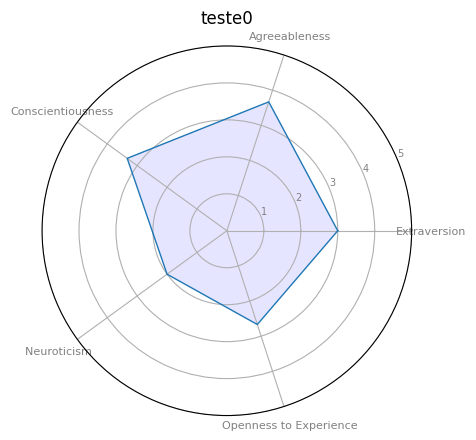 teste0
Agreeableness
Conscientiousness
5
4
3
2
1
Extraversion
Neuroticism
Openness to Experience